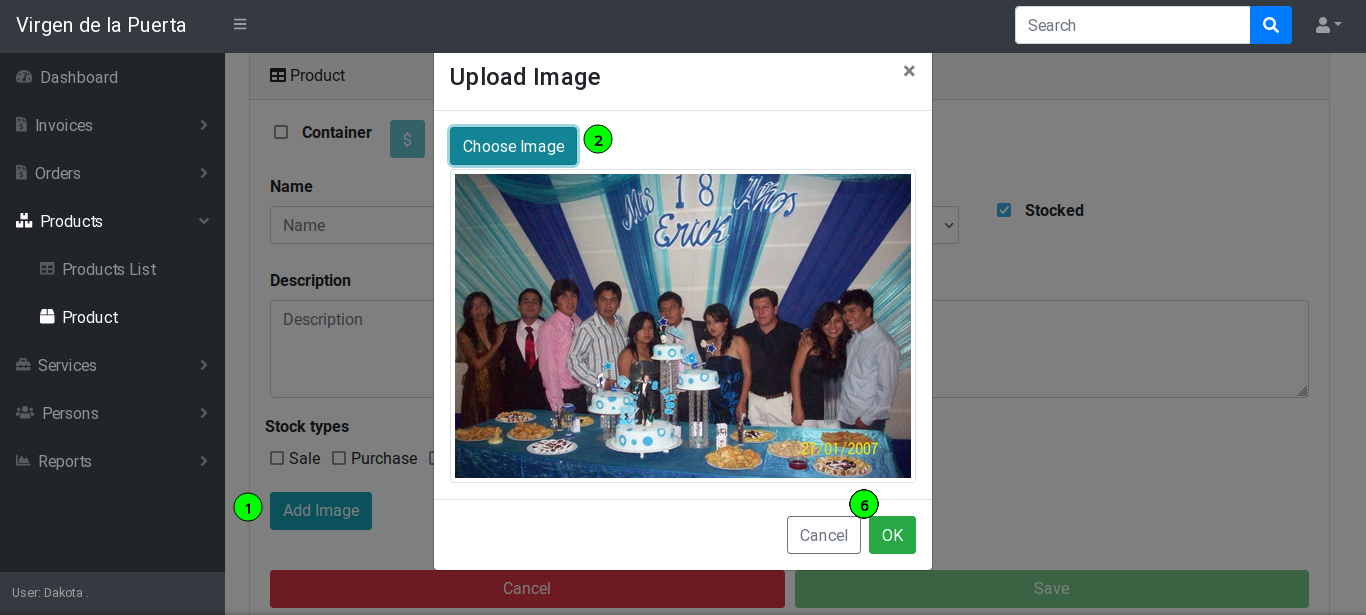 Virgen de la Puerta
Search
Dashboard
Invoices
Orders
Products
Products List
Product
Services
Persons
Reports
User: Dakota .
Product
Container
$
Name
Name
Stocked
Description
Description
Stock types
Sale
Purchase
1
Add Image
Cancel
Save
Upload Image
×
Choose Image
2
Mis 18 Años
Erick
27/01/2007
6
Cancel
OK